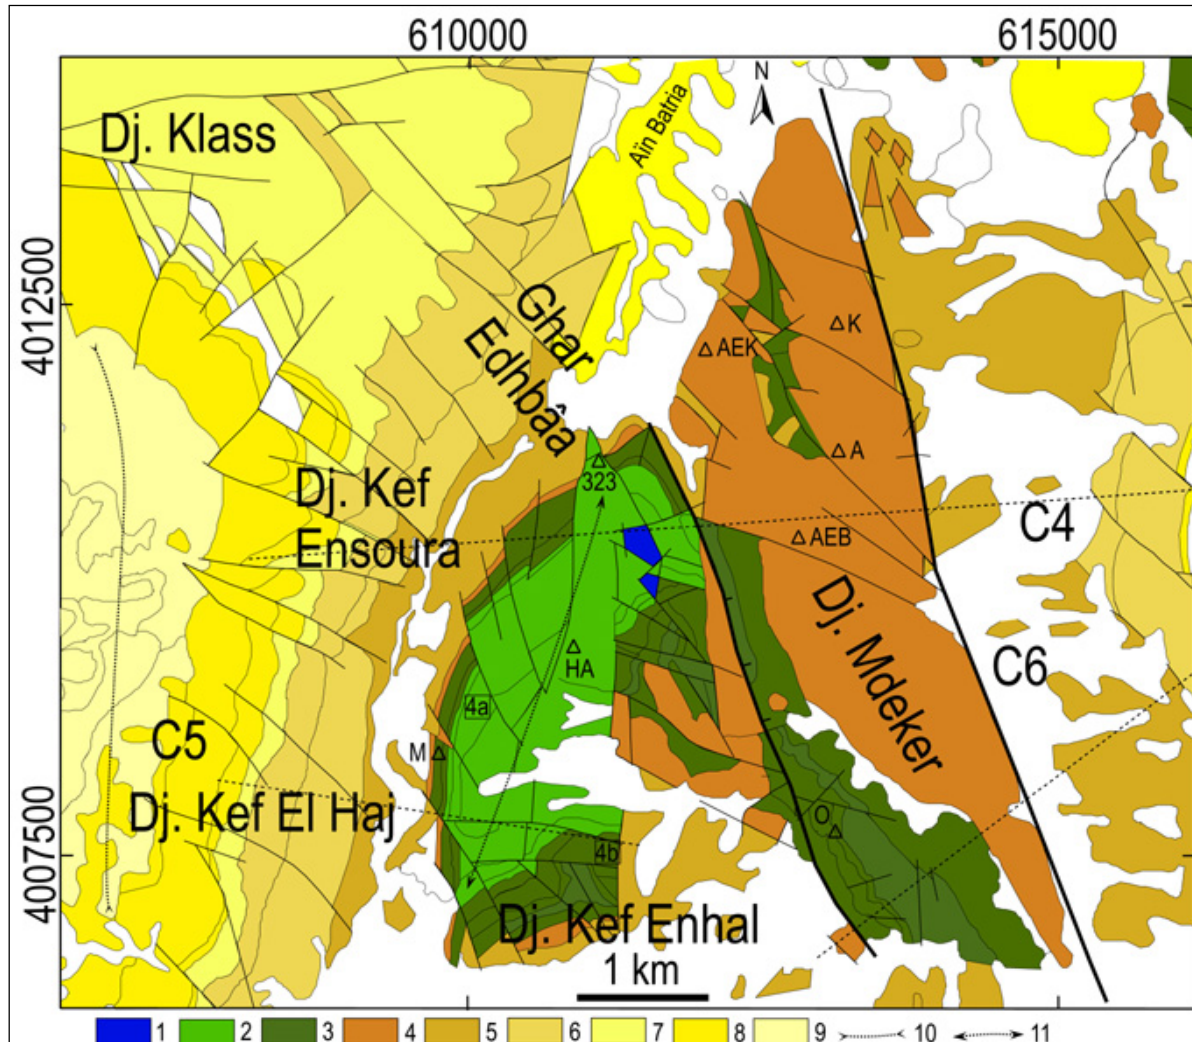 610000 615000
N
Aïn Batria
Dj. Klass
4012500
Ghar
Edhbâa
K
AEK
A
323
Dj. Kef
Ensoura
C4
AEB
Dj. Mdeker
HA
C6
4a
C5
M
Dj. Kef El Haj
O
4b
4007500
Dj. Kef Enhal
1 km
1 2 3 4 5 6 7 8 9 10 11